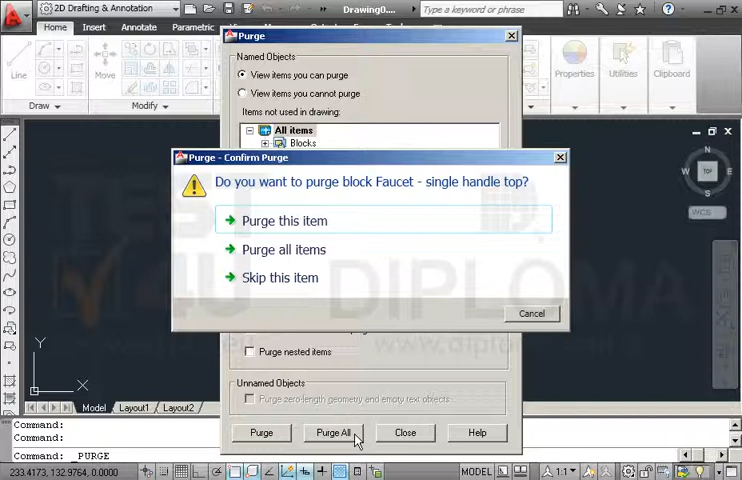 2D Drafting & Annotation
Drawing0....
Type a keyword or phrase
Home
Insert
Annotate
Parametric
Line
Move
Draw
Modify
Properties
Utilities
Clipboard
Purge
Named Objects
View items you can purge
View items you cannot purge
Items not used in drawing:
All items
Blocks
Purge - Confirm Purge
Do you want to purge block Faucet - single handle top?
Purge this item
Purge all items
Skip this item
Cancel
Purge nested items
Unnamed Objects
Purge zero-length geometry and empty text objects
Purge
Purge All
Close
Help
N
W
TOP
E
S
WCS
TEST
4U
DIPLOMA
Y
X
Model
Layout1
Layout2
Command:
Command:
Command: _PURGE
233.4173, 132.9764, 0.0000
MODEL
1:1